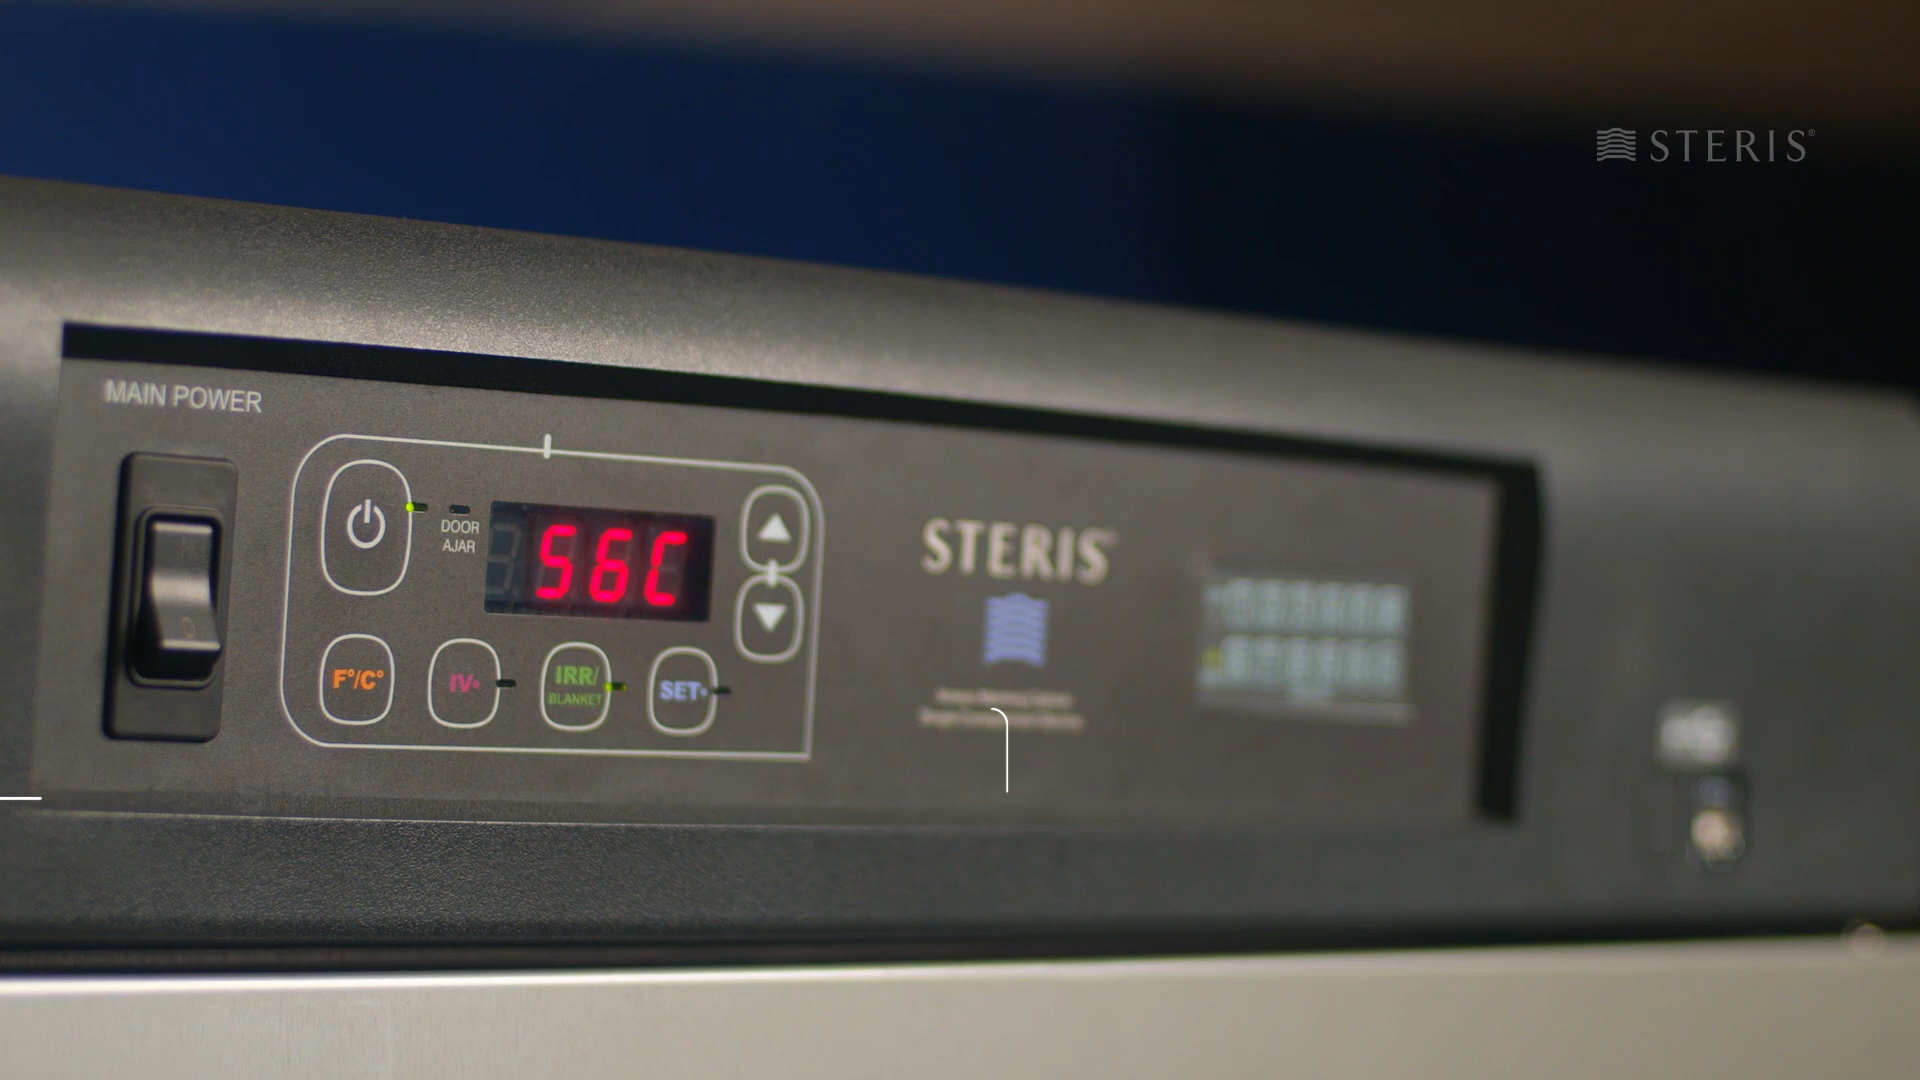 STERIS®
MAIN POWER
DOOR
AJAR
56C
F°/C°
IV
IRR/
BLANKET
SET
STERIS